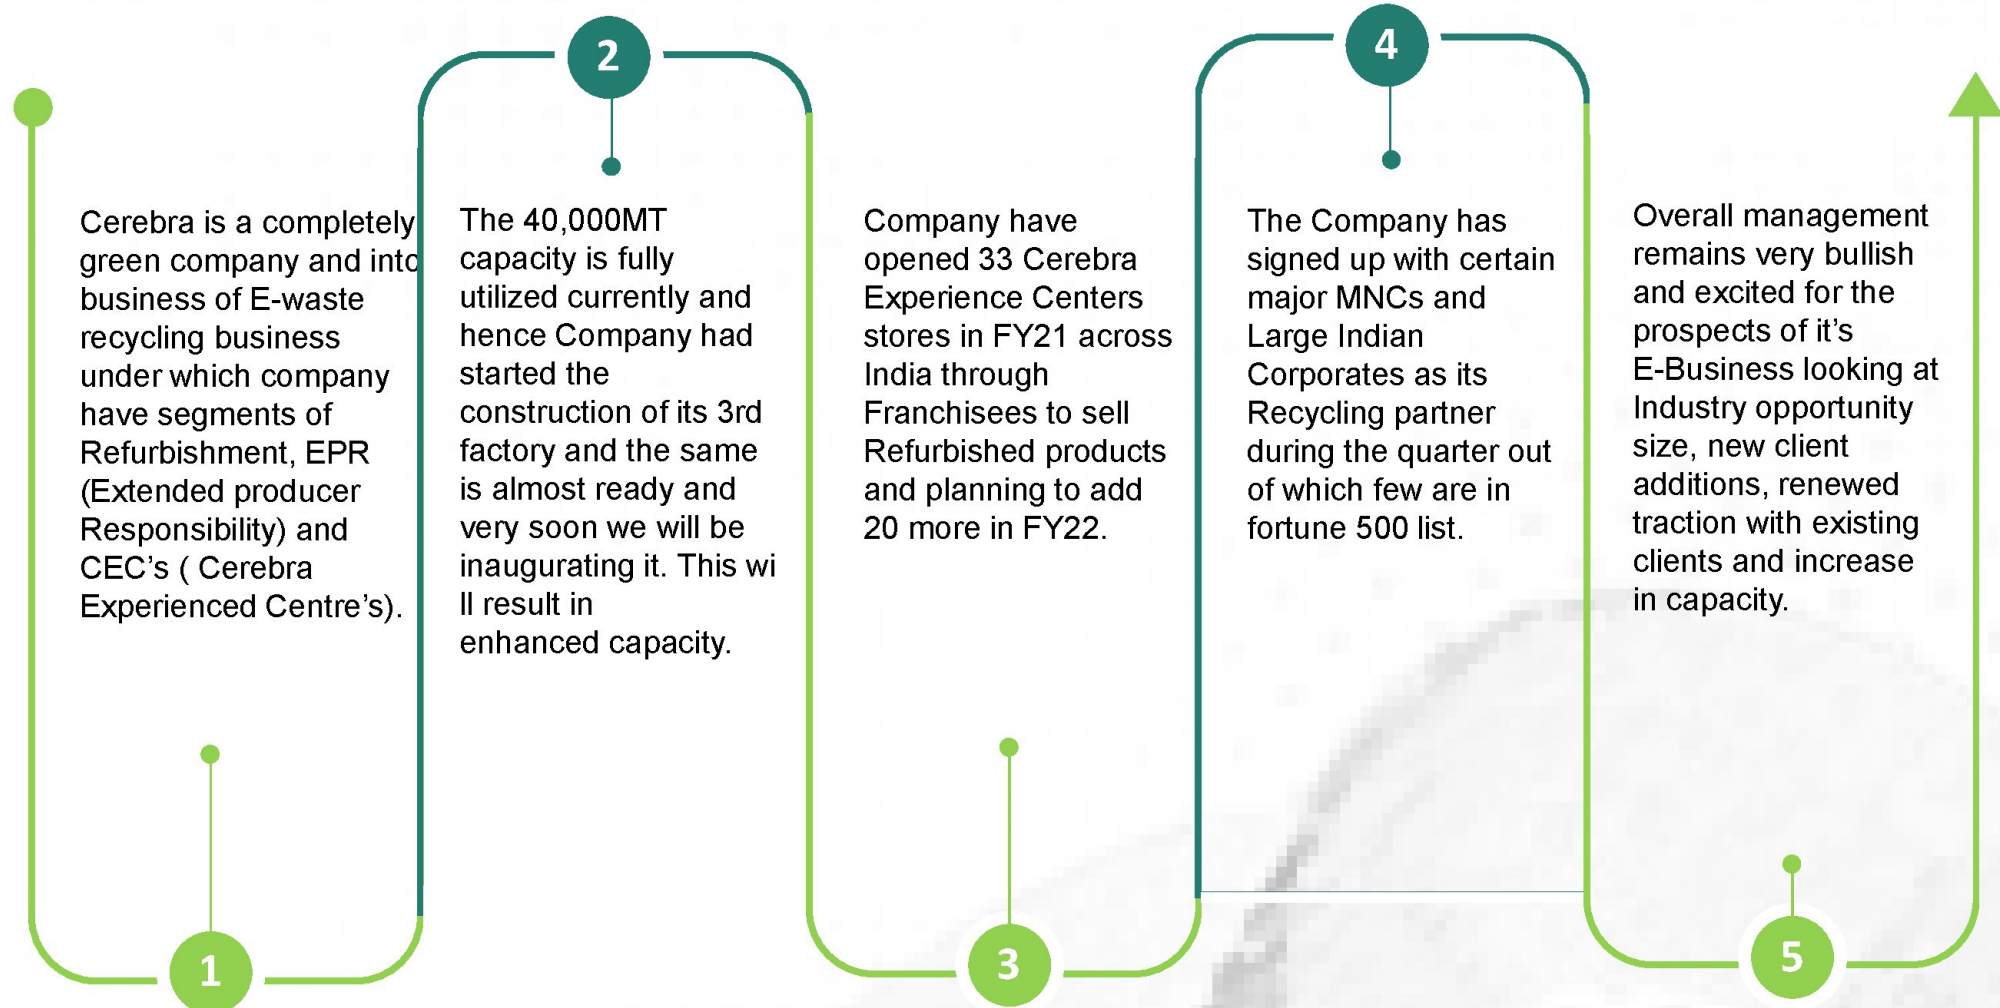 1
Cerebra is a completely
green company and into
business of E-waste
recycling business
under which company
have segments of
Refurbishment, EPR
(Extended producer
Responsibility) and
CEC's ( Cerebra
Experienced Centre's).
2
The 40,000MT
capacity is fully
utilized currently and
hence Company had
started the
construction of its 3rd
factory and the same
is almost ready and
very soon we will be
inaugurating it. This wi
ll result in
enhanced capacity.
3
Company have
opened 33 Cerebra
Experience Centers
stores in FY21 across
India through
Franchisees to sell
Refurbished products
and planning to add
20 more in FY22.
4
The Company has
signed up with certain
major MNCs and
Large Indian
Corporates as its
Recycling partner
during the quarter out
of which few are in
fortune 500 list.
5
Overall management
remains very bullish
and excited for the
prospects of it's
E-Business looking at
Industry opportunity
size, new client
additions, renewed
traction with existing
clients and increase
in capacity.